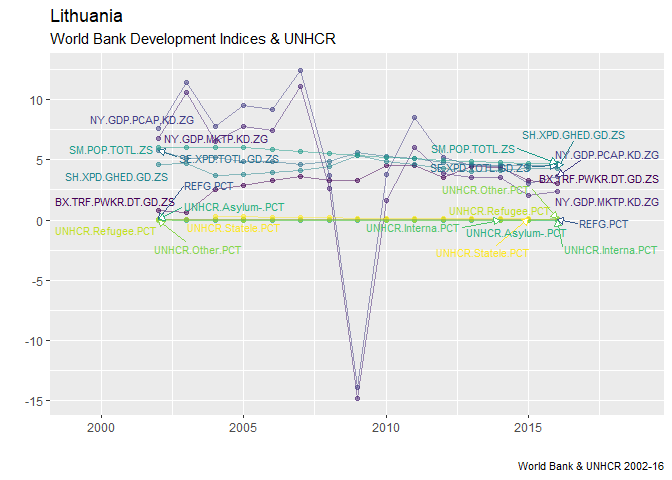 Lithuania
World Bank Development Indices & UNHCR
10
5
0
-5
-10
-15
NY.GDP.PCAP.KD.ZG
NY.GDP.MKTP.KD.ZG
SM.POP.TOTL.ZS
SE.XPD.TOTL.GD.ZS
SH.XPD.GHED.GD.ZS
REFG.PCT
BX.TRF.PWKR.DT.GD.ZS
UNHCR.Asylum-.PCT
UNHCR.Refugee.PCT
UNHCR.Statele.PCT
UNHCR.Other.PCT
SH.XPD.GHED.GD.ZS
SM.POP.TOTL.ZS
NY.GDP.PCAP.KD.ZG
SE.XPD.TOTL.GD.ZS
BX.TRF.PWKR.DT.GD.ZS
UNHCR.Other.PCT
NY.GDP.MKTP.KD.ZG
UNHCR.Refugee.PCT
REFG.PCT
UNHCR.Interna.PCT
UNHCR.Asylum-.PCT
UNHCR.Statele.PCT
UNHCR.Interna.PCT
2000
2005
2010
2015
World Bank & UNHCR 2002-16